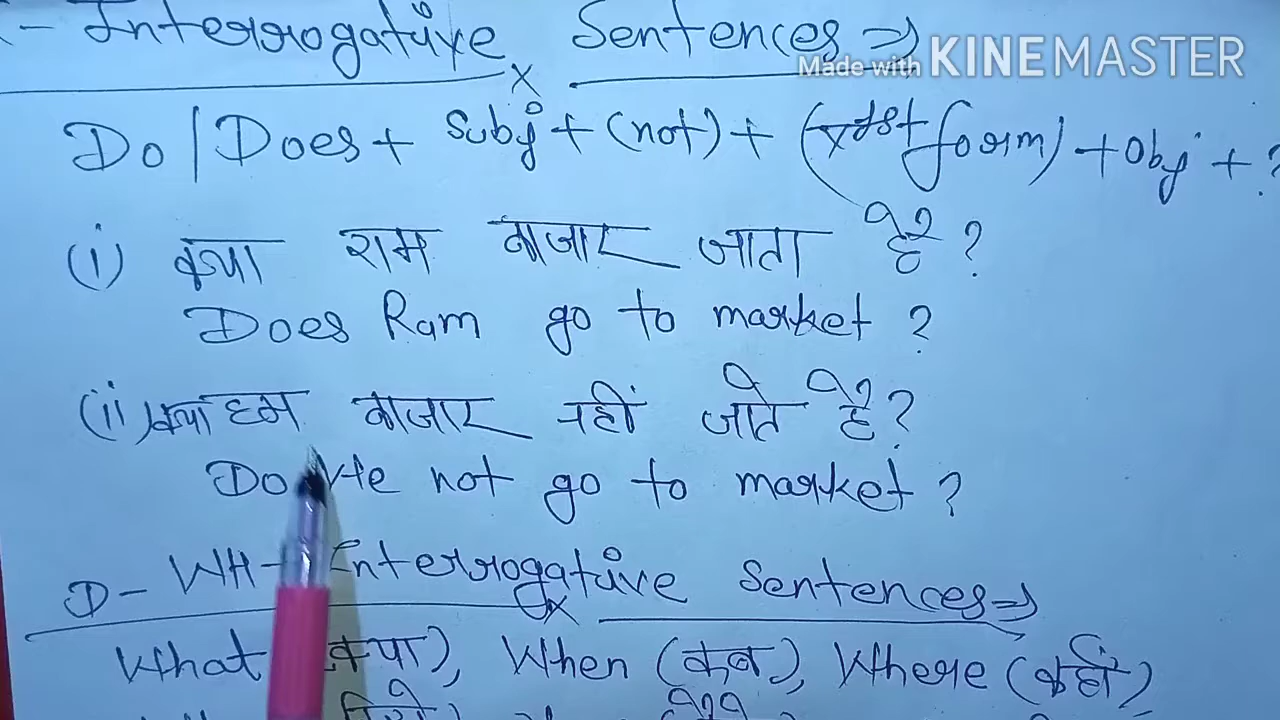 - Interrogative Sentences ⇒
Made with KINEMASTER
Do | Does + Subj + (not) + (V 1st form) + Obj + ?
(i) क्या राम बाजार जाता है ?
Does Ram go to market ?
(ii) क्या हम बाजार नहीं जाते है ?
Do We not go to market ?
D - WH - Interrogative Sentences ⇒
What (क्या), When (कब), Where (कहाँ)